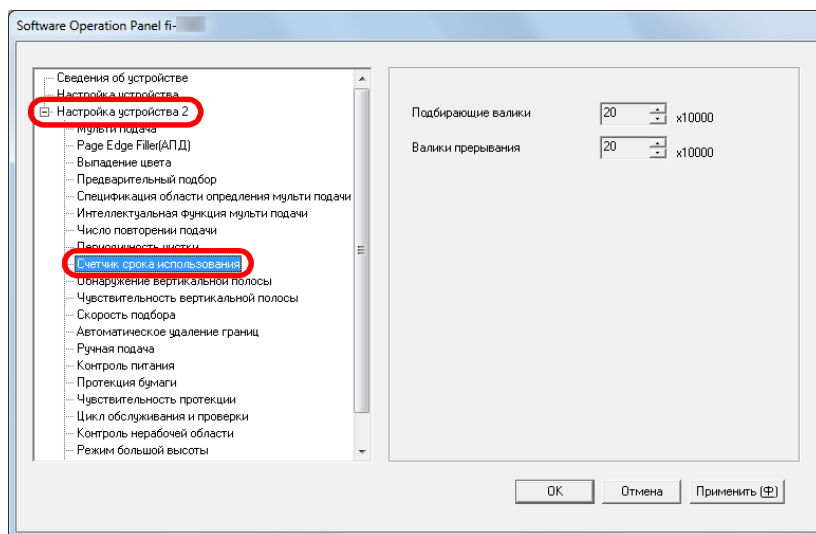 Software Operation Panel fi-
Сведения об устройстве
Настройка устройства
Настройка устройства 2
Мульти подача
Page Edge Filler(АПД)
Выпадение цвета
Предварительный подбор
Спецификация области опредления мульти подачи
Интеллектуальная функция мульти подачи
Число повторении подачи
Периодичность чистки
Счетчик срока использования
Обнаружение вертикальной полосы
Чувствительность вертикальной полосы
Скорость подбора
Автоматическое удаление границ
Ручная подача
Контроль питания
Протекция бумаги
Чувствительность протекции
Цикл обслуживания и проверки
Контроль нерабочей области
Режим большой высоты
Подбирающие валики 20 x10000
Валики прерывания 20 x10000
OK Отмена Применить (Ф)